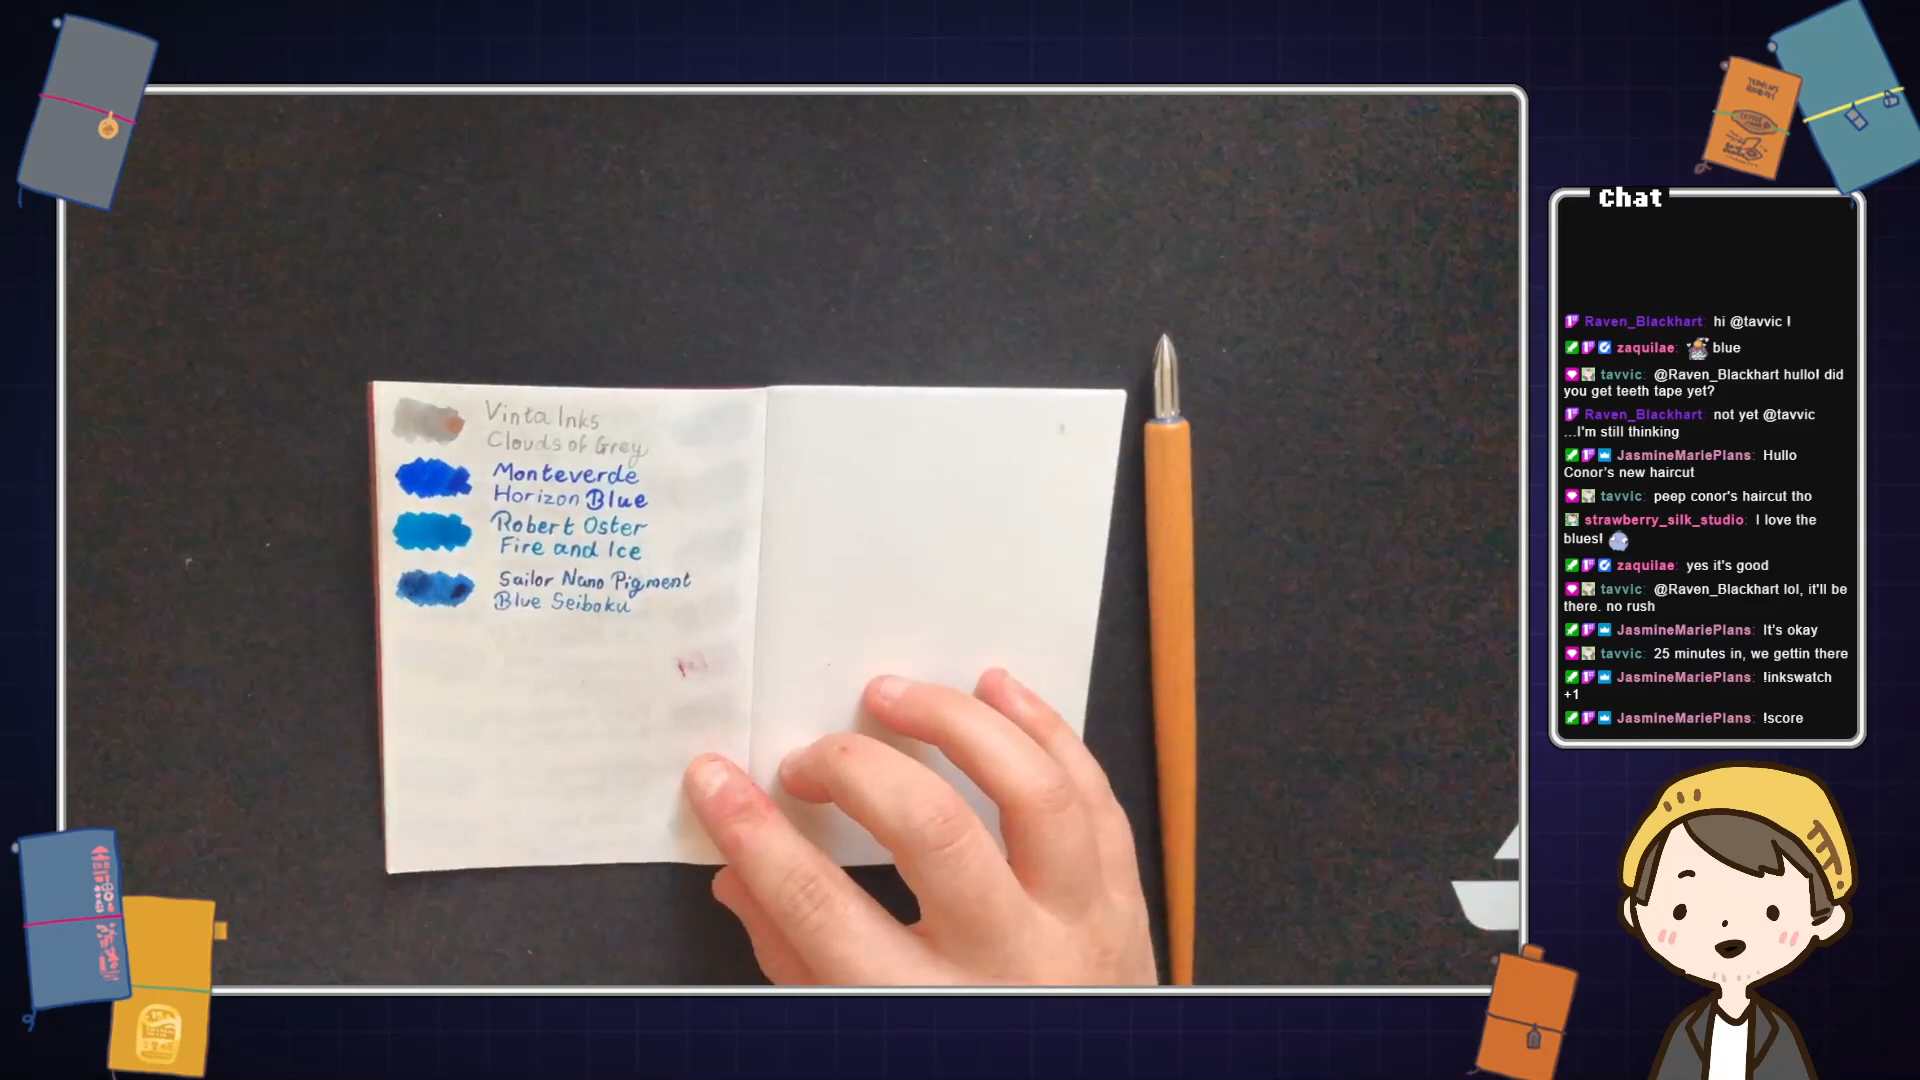 Vinta Inks
Clouds of Grey
Monteverde
Horizon Blue
Robert Oster
Fire and Ice
Sailor Nano Pigment
Blue Seiboku
chat
Raven_Blackhart: hi @tavvic !
zaquilae: blue
tavvic: @Raven_Blackhart hullo! did
you get teeth tape yet?
Raven_Blackhart: not yet @tavvic
...I'm still thinking
JasmineMariePlans: Hullo
Conor's new haircut
tavvic: peep conor's haircut tho
strawberry_silk_studio: I love the
blues!
zaquilae: yes it's good
tavvic: @Raven_Blackhart lol, it'll be
there. no rush
JasmineMariePlans: It's okay
tavvic: 25 minutes in, we gettin there
JasmineMariePlans: !inkswatch
+1
JasmineMariePlans: !score